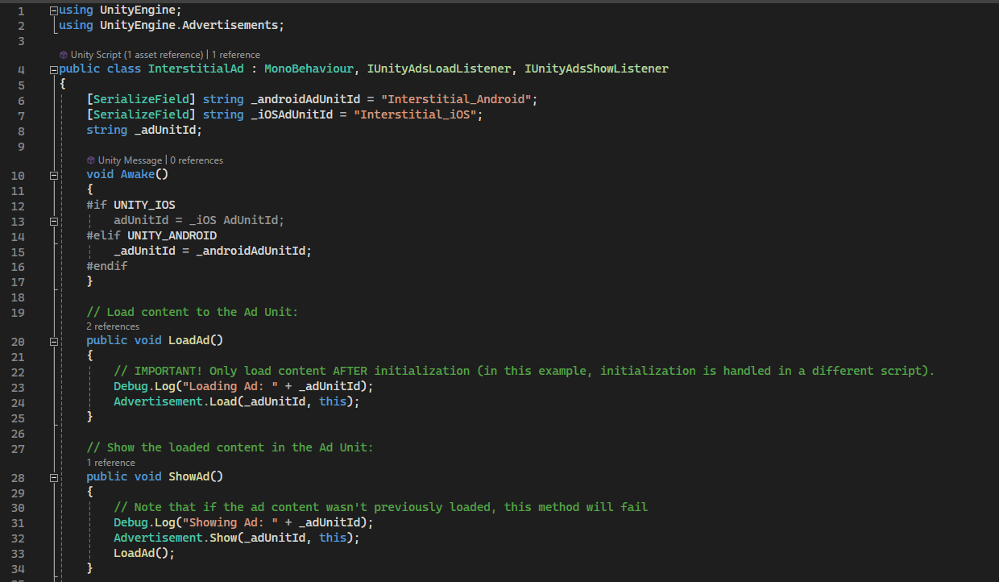 1 using UnityEngine;
2 using UnityEngine.Advertisements;
3
Unity Script (1 asset reference) | 1 reference
4 public class InterstitialAd : MonoBehaviour, IUnityAdsLoadListener, IUnityAdsShowListener
5 {
6 [SerializeField] string _androidAdUnitId = "Interstitial_Android";
7 [SerializeField] string _iOSAdUnitId = "Interstitial_iOS";
8 string _adUnitId;
9
Unity Message | 0 references
10 void Awake()
11 {
12 #if UNITY_IOS
13 adUnitId = _iOS AdUnitId;
14 #elif UNITY_ANDROID
15 _adUnitId = _androidAdUnitId;
16 #endif
17 }
18
19 // Load content to the Ad Unit:
2 references
20 public void LoadAd()
21 {
22 // IMPORTANT! Only load content AFTER initialization (in this example, initialization is handled in a different script).
23 Debug.Log("Loading Ad: " + _adUnitId);
24 Advertisement.Load(_adUnitId, this);
25 }
26
27 // Show the loaded content in the Ad Unit:
1 reference
28 public void ShowAd()
29 {
30 // Note that if the ad content wasn't previously loaded, this method will fail
31 Debug.Log("Showing Ad: " + _adUnitId);
32 Advertisement.Show(_adUnitId, this);
33 LoadAd();
34 }